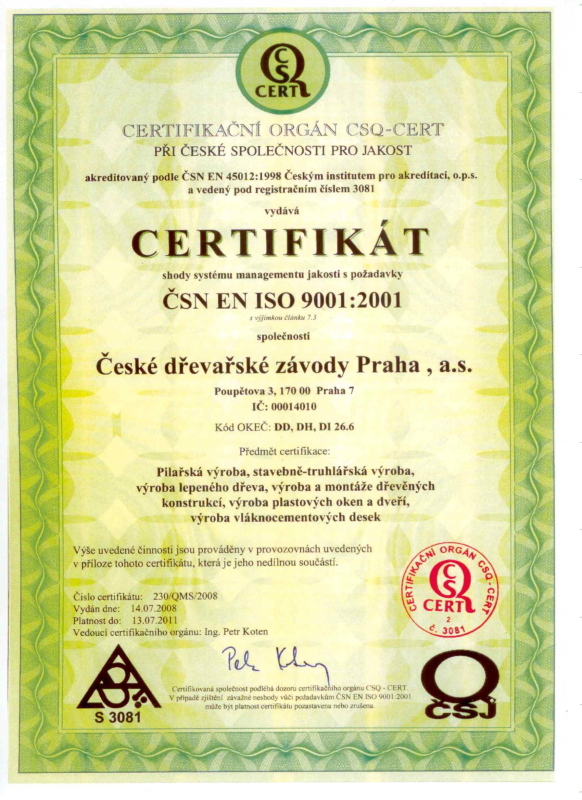 CSQ
CERT
CERTIFIKAČNÍ ORGÁN CSQ-CERT
PŘI ČESKÉ SPOLEČNOSTI PRO JAKOST
akreditovaný podle ČSN EN 45012:1998 Českým institutem pro akreditaci, o.p.s.
a vedený pod registračním číslem 3081
vydává
CERTIFIKÁT
shody systému managementu jakosti s požadavky
ČSN EN ISO 9001:2001
s výjimkou článku 7.3
společnosti
České dřevařské závody Praha , a.s.
Poupětova 3, 170 00 Praha 7
IČ: 00014010
Kód OKEČ: DD, DH, DI 26.6
Předmět certifikace:
Pilařská výroba, stavebně-truhlářská výroba,
výroba lepeného dřeva, výroba a montáže dřevěných
konstrukcí, výroba plastových oken a dveří,
výroba vláknocementových desek
Výše uvedené činnosti jsou prováděny v provozovnách uvedených
v příloze tohoto certifikátu, která je jeho nedílnou součástí.
Číslo certifikátu: 230/QMS/2008
Vydán dne: 14.07.2008
Platnost do: 13.07.2011
Vedoucí certifikačního orgánu: Ing. Petr Koten
CERTIFIKAČNÍ ORGÁN CSQ-CERT
CSQ
CERT
2
č. 3081
S 3081
Certifikovaná společnost podléhá dozoru certifikačního orgánu CSQ - CERT.
V případě zjištění závažné neshody vůči požadavkům ČSN EN ISO 9001:2001
může být platnost certifikátu pozastavena nebo zrušena.
ČSJ